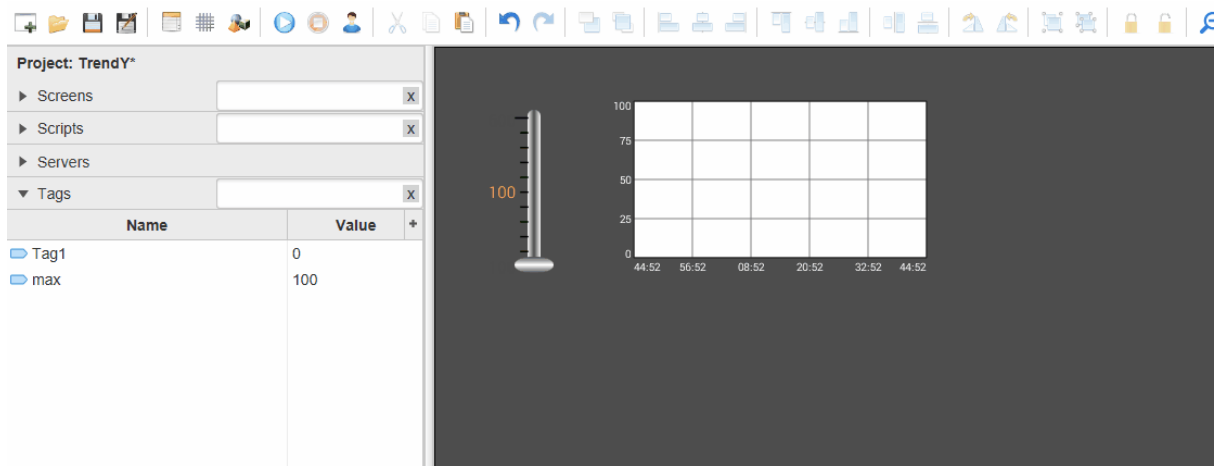 Project: TrendY*
Screens x
Scripts x
Servers
Tags x
Name Value +
Tag1 0
max 100
100
100
75
50
25
0
44:52 56:52 08:52 20:52 32:52 44:52